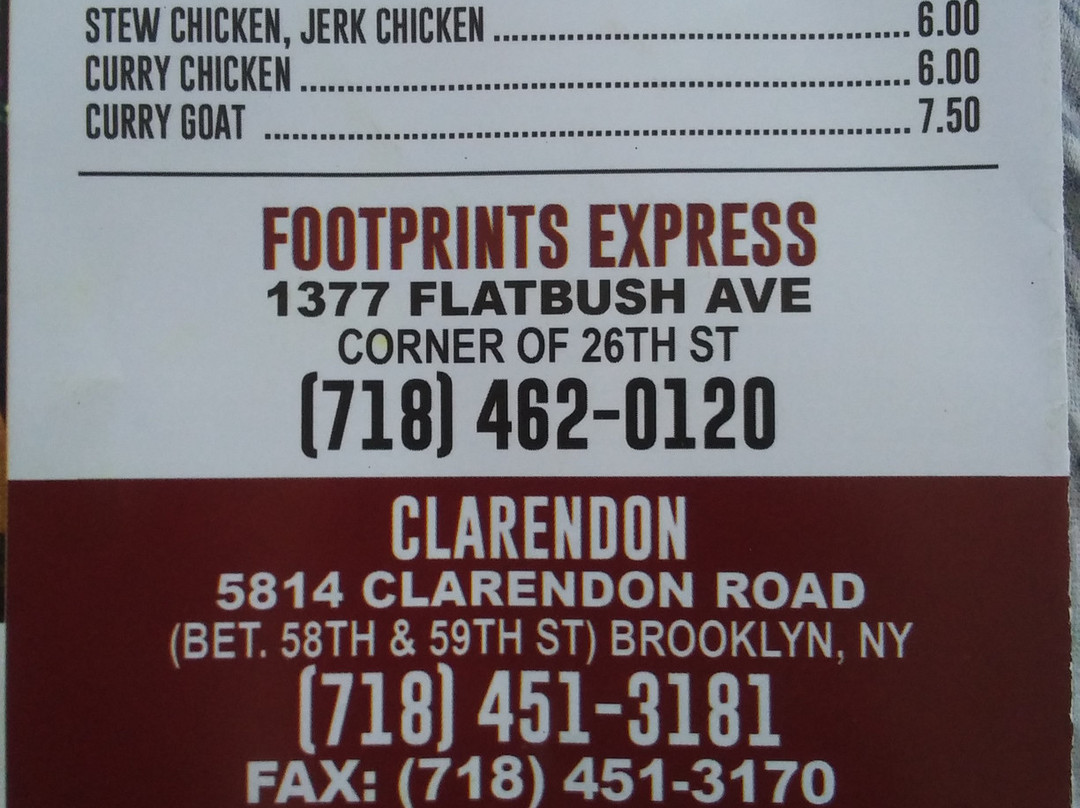 STEW CHICKEN, JERK CHICKEN ........................................ 6.00
CURRY CHICKEN ............................................................ 6.00
CURRY GOAT ................................................................ 7.50
FOOTPRINTS EXPRESS
1377 FLATBUSH AVE
CORNER OF 26TH ST
(718) 462-0120
CLARENDON
5814 CLARENDON ROAD
(BET. 58TH & 59TH ST) BROOKLYN, NY
(718) 451-3181
FAX: (718) 451-3170